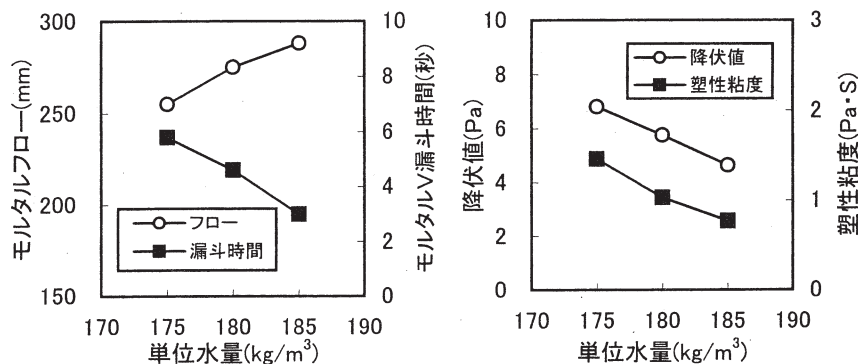 モルタルフロー(mm)
300
250
200
150
フロー
漏斗時間
10
8
6
4
2
0
モルタルV漏斗時間(秒)
170 175 180 185 190
単位水量(kg/m³)
降伏値(Pa)
10
8
6
4
2
0
降伏値
塑性粘度
3
2
1
0
塑性粘度(Pa・S)
170 175 180 185 190
単位水量(kg/m³)